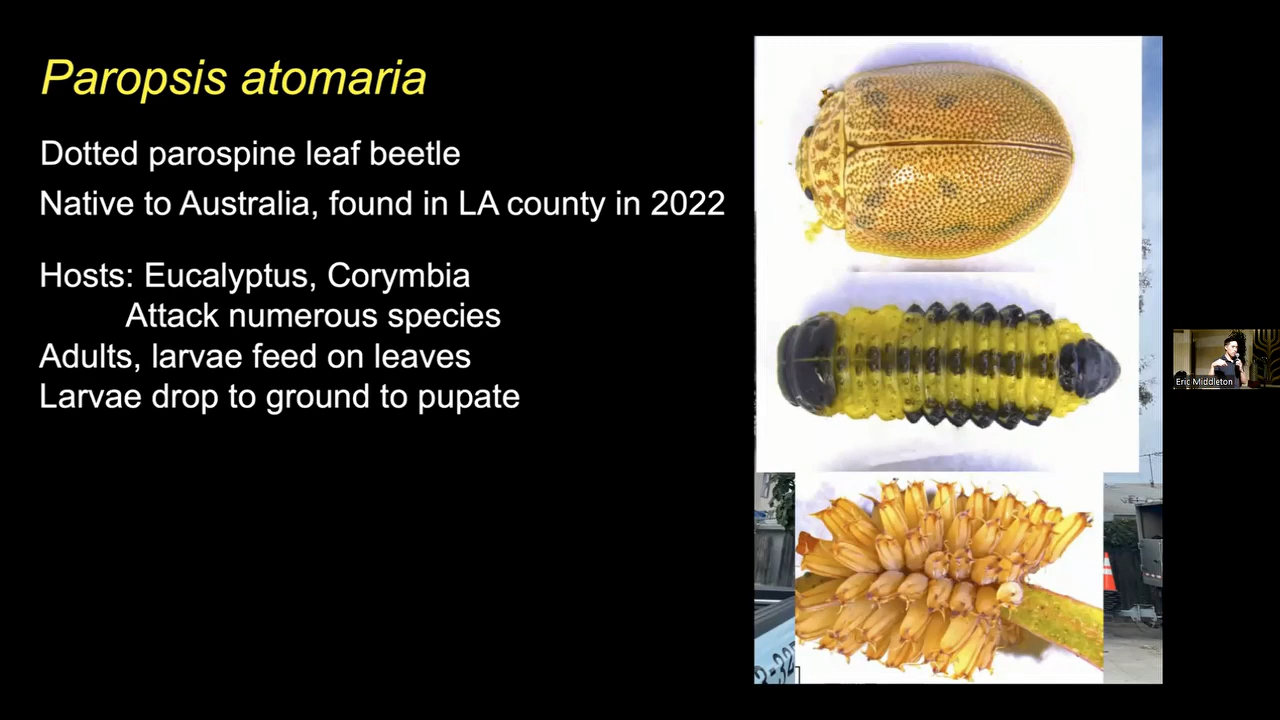 Paropsis atomaria
Dotted parospine leaf beetle
Native to Australia, found in LA county in 2022
Hosts: Eucalyptus, Corymbia
Attack numerous species
Adults, larvae feed on leaves
Larvae drop to ground to pupate
Eric Middleton